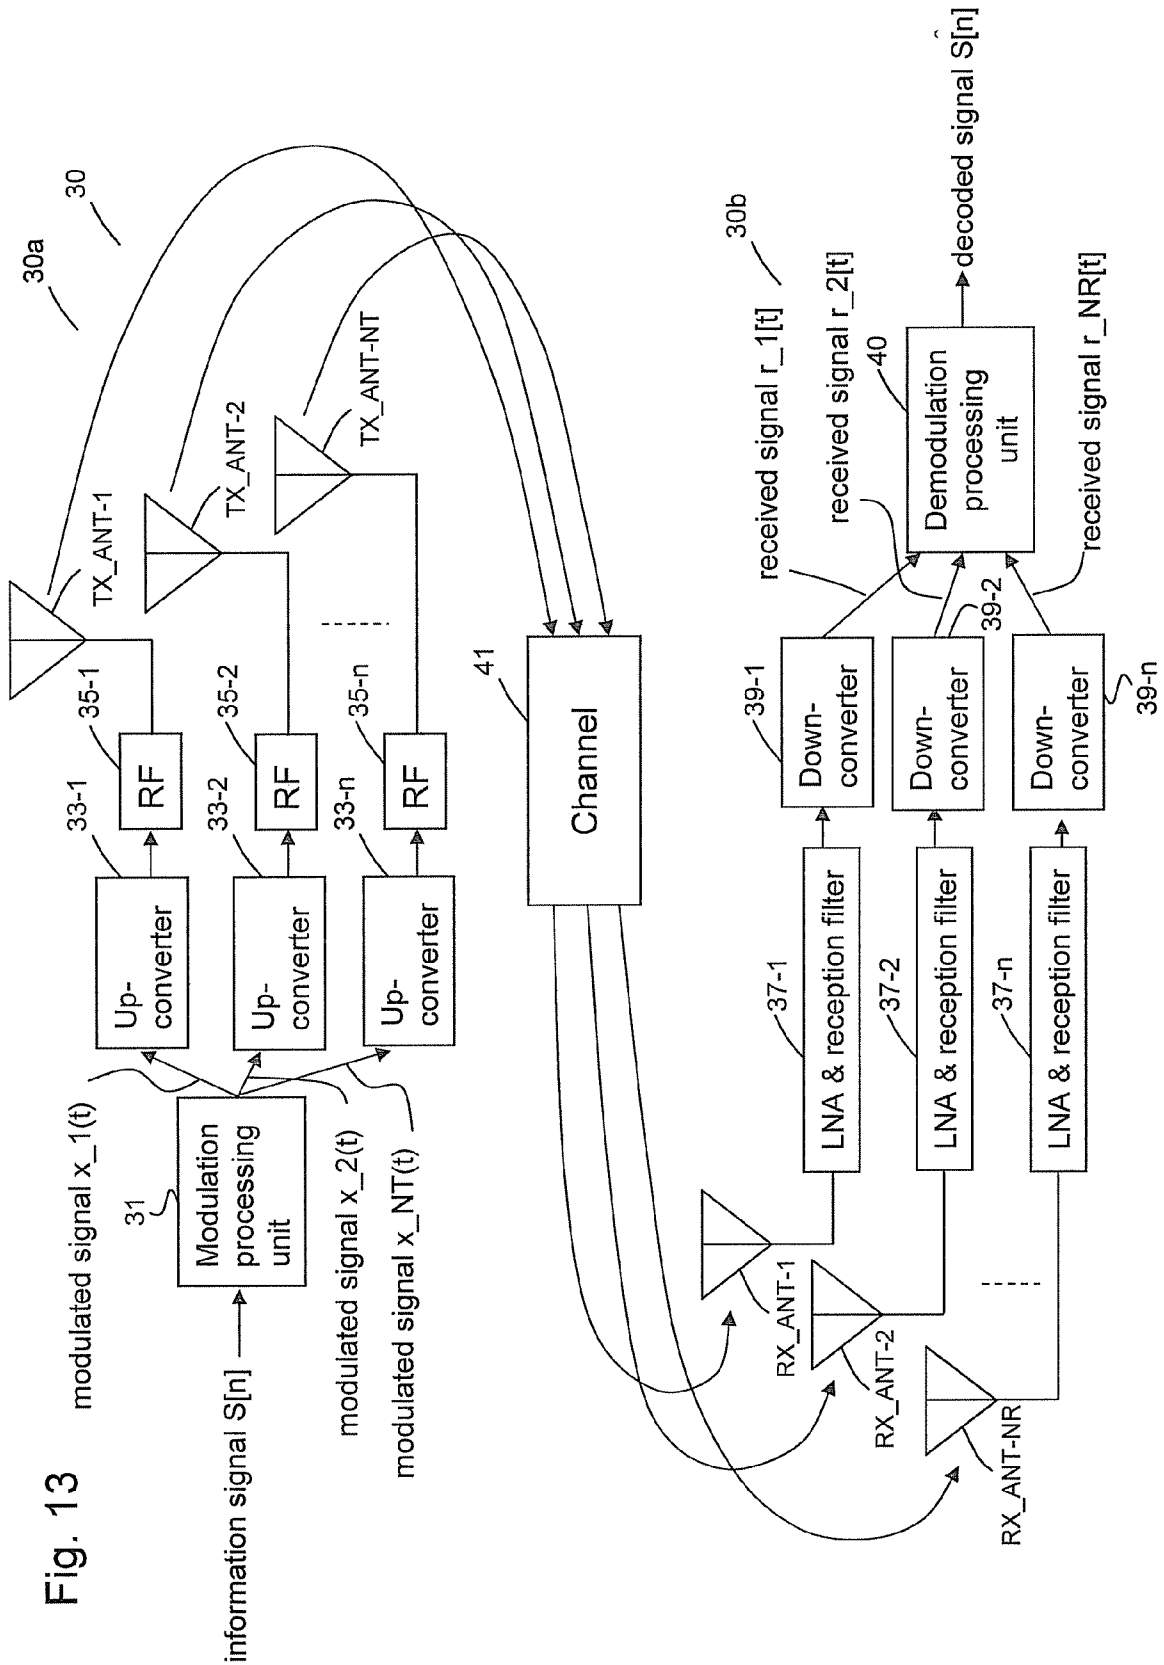 Fig. 13
30
30a
information signal S[n]
31
Modulation
processing
unit
modulated signal x_1(t)
modulated signal x_2(t)
modulated signal x_NT(t)
33-1
Up-
converter
35-1
RF
TX_ANT-1
33-2
Up-
converter
35-2
RF
TX_ANT-2
33-n
Up-
converter
35-n
RF
TX_ANT-NT
41
Channel
30b
RX_ANT-1
37-1
LNA & reception filter
39-1
Down-
converter
received signal r_1[t]
RX_ANT-2
37-2
LNA & reception filter
39-2
Down-
converter
received signal r_2[t]
RX_ANT-NR
37-n
LNA & reception filter
39-n
Down-
converter
received signal r_NR[t]
40
Demodulation
processing
unit
decoded signal Ŝ[n]